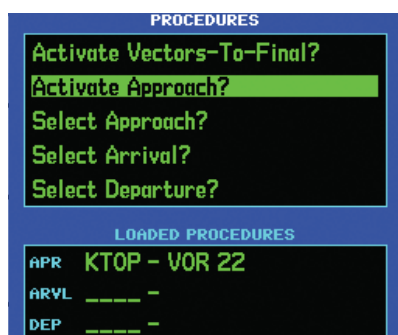 PROCEDURES
Activate Vectors-To-Final?
Activate Approach?
Select Approach?
Select Arrival?
Select Departure?
LOADED PROCEDURES
APR KTOP - VOR 22
ARVL ____ -
DEP ____ -